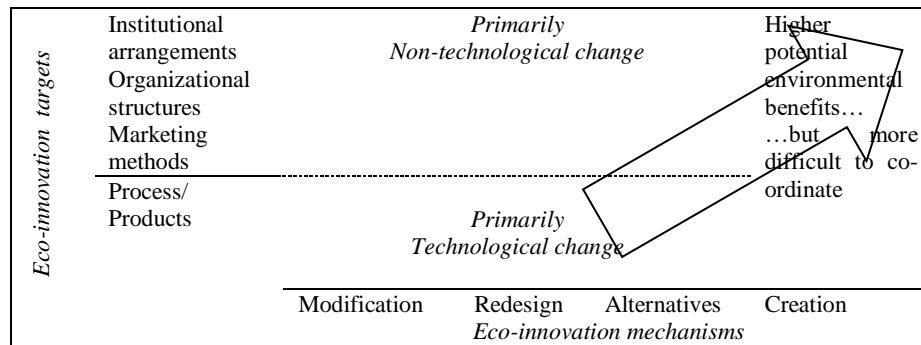 Eco-innovation targets
Institutional
arrangements
Organizational
structures
Marketing
methods
Process/
Products
Primarily
Non-technological change
Primarily
Technological change
Higher
potential
environmental
benefits…
…but more
difficult to co-
ordinate
Modification Redesign Alternatives Creation
Eco-innovation mechanisms